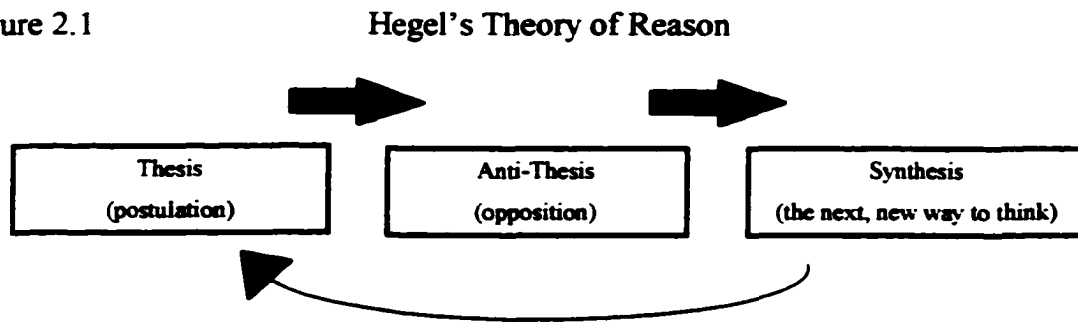 ure 2.1 Hegel's Theory of Reason
Thesis
(postulation)
Anti-Thesis
(opposition)
Synthesis
(the next, new way to think)